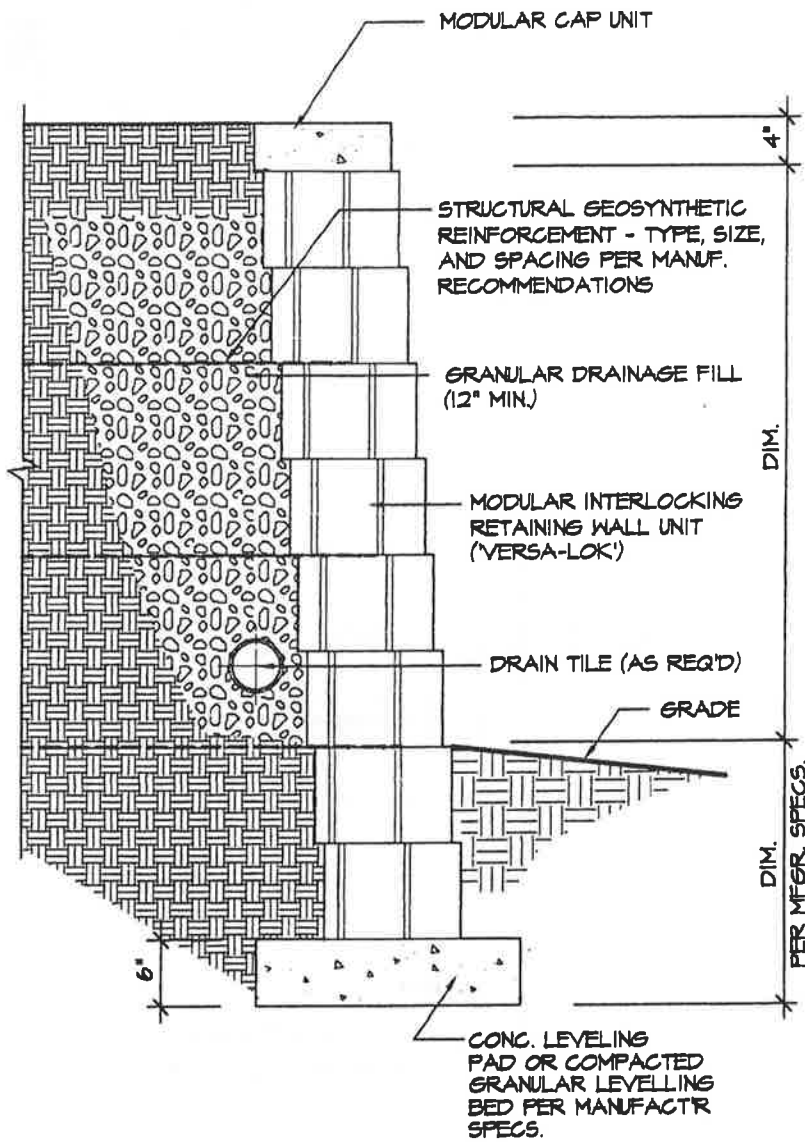 MODULAR CAP UNIT
4"
STRUCTURAL GEOSYNTHETIC
REINFORCEMENT - TYPE, SIZE,
AND SPACING PER MANUF.
RECOMMENDATIONS
GRANULAR DRAINAGE FILL
(12" MIN.)
DIM.
MODULAR INTERLOCKING
RETAINING WALL UNIT
('VERSA-LOK')
DRAIN TILE (AS REQ'D)
GRADE
DIM.
PER MFGR. SPECS.
6"
CONC. LEVELING
PAD OR COMPACTED
GRANULAR LEVELLING
BED PER MANUFACT'R
SPECS.